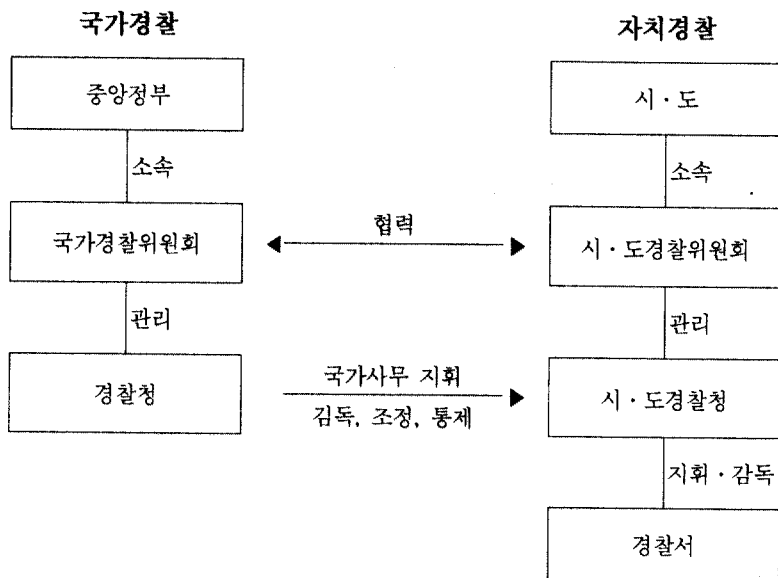 국가경찰
자치경찰
중앙정부
시·도
소속
소속
국가경찰위원회
협력
시·도경찰위원회
관리
관리
경찰청
국가사무 지휘
김독, 조정, 통제
시·도경찰청
지휘·감독
경찰서